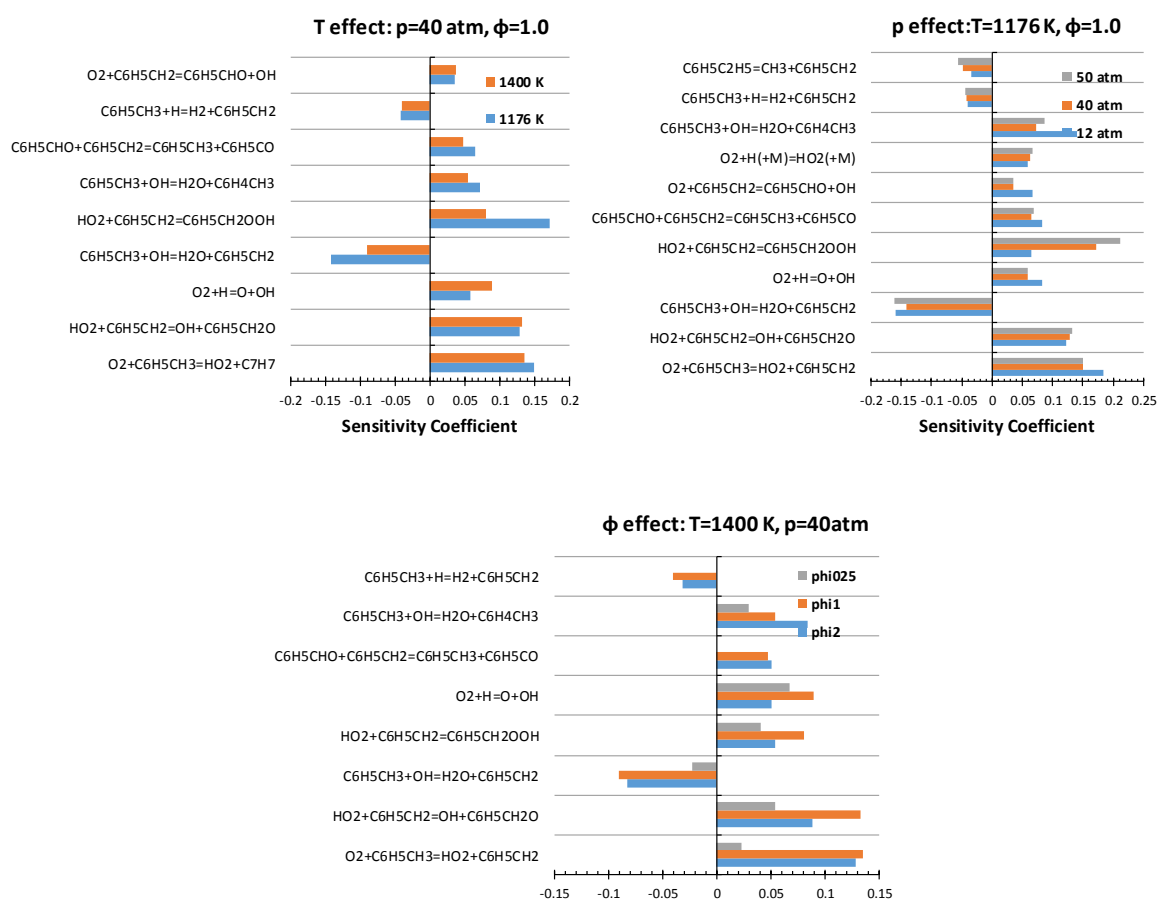 T effect: p=40 atm, ϕ=1.0
O2+C6H5CH2=C6H5CHO+OH
C6H5CH3+H=H2+C6H5CH2
C6H5CHO+C6H5CH2=C6H5CH3+C6H5CO
C6H5CH3+OH=H2O+C6H4CH3
HO2+C6H5CH2=C6H5CH2OOH
C6H5CH3+OH=H2O+C6H5CH2
O2+H=O+OH
HO2+C6H5CH2=OH+C6H5CH2O
O2+C6H5CH3=HO2+C7H7
1400 K
1176 K
-0.2 -0.15 -0.1 -0.05 0 0.05 0.1 0.15 0.2
Sensitivity Coefficient
p effect:T=1176 K, ϕ=1.0
C6H5C2H5=CH3+C6H5CH2
C6H5CH3+H=H2+C6H5CH2
C6H5CH3+OH=H2O+C6H4CH3
O2+H(+M)=HO2(+M)
O2+C6H5CH2=C6H5CHO+OH
C6H5CHO+C6H5CH2=C6H5CH3+C6H5CO
HO2+C6H5CH2=C6H5CH2OOH
O2+H=O+OH
C6H5CH3+OH=H2O+C6H5CH2
HO2+C6H5CH2=OH+C6H5CH2O
O2+C6H5CH3=HO2+C6H5CH2
50 atm
40 atm
12 atm
-0.2 -0.15 -0.1 -0.05 0 0.05 0.1 0.15 0.2 0.25
Sensitivity Coefficient
ϕ effect: T=1400 K, p=40atm
C6H5CH3+H=H2+C6H5CH2
C6H5CH3+OH=H2O+C6H4CH3
C6H5CHO+C6H5CH2=C6H5CH3+C6H5CO
O2+H=O+OH
HO2+C6H5CH2=C6H5CH2OOH
C6H5CH3+OH=H2O+C6H5CH2
HO2+C6H5CH2=OH+C6H5CH2O
O2+C6H5CH3=HO2+C6H5CH2
phi025
phi1
phi2
-0.15 -0.1 -0.05 0 0.05 0.1 0.15